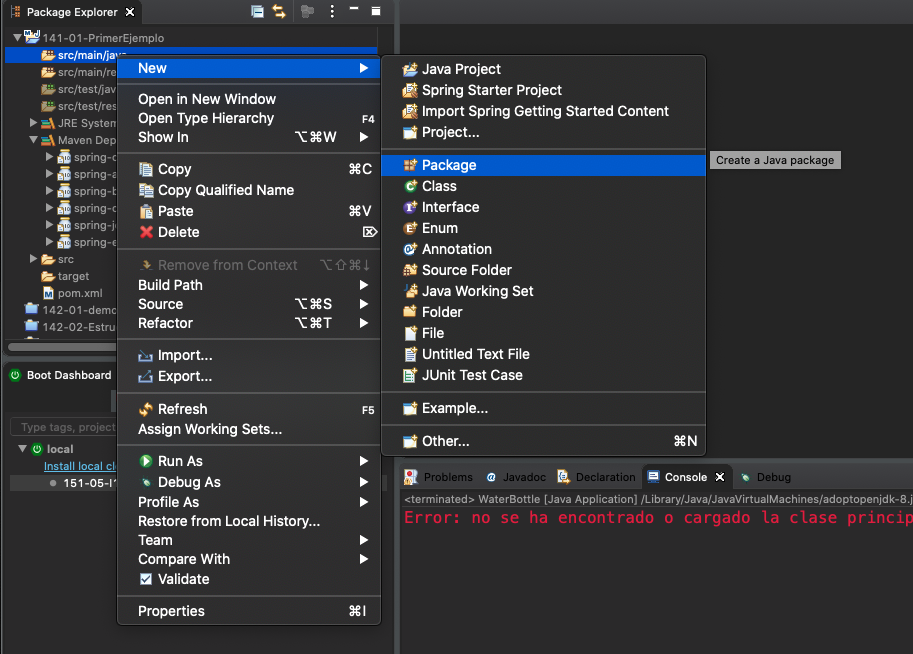 Package Explorer
141-01-PrimerEjemplo
src/main/java
src/main/re
src/test/jav
src/test/res
JRE System
Maven Dep
spring-
spring-a
spring-b
spring-
spring-j
spring-e
src
target
pom.xml
142-01-demo
142-02-Estru
Boot Dashboard
Type tags, project
local
Install local cl
151-05-I
New
Open in New Window
Open Type Hierarchy F4
Show In ⌥⌘W
Copy ⌘C
Copy Qualified Name
Paste ⌘V
Delete ⌦
Remove from Context ⌥⇧⌘↓
Build Path
Source ⌥⌘S
Refactor ⌥⌘T
Import...
Export...
Refresh F5
Assign Working Sets...
Run As
Debug As
Profile As
Restore from Local History...
Team
Compare With
Validate
Properties ⌘I
Java Project
Spring Starter Project
Import Spring Getting Started Content
Project...
Package
Class
Interface
Enum
Annotation
Source Folder
Java Working Set
Folder
File
Untitled Text File
JUnit Test Case
Example...
Other... ⌘N
Create a Java package
Problems Javadoc Declaration Console Debug
<terminated> WaterBottle [Java Application] /Library/Java/JavaVirtualMachines/adoptopenjdk-8.j
Error: no se ha encontrado o cargado la clase princip